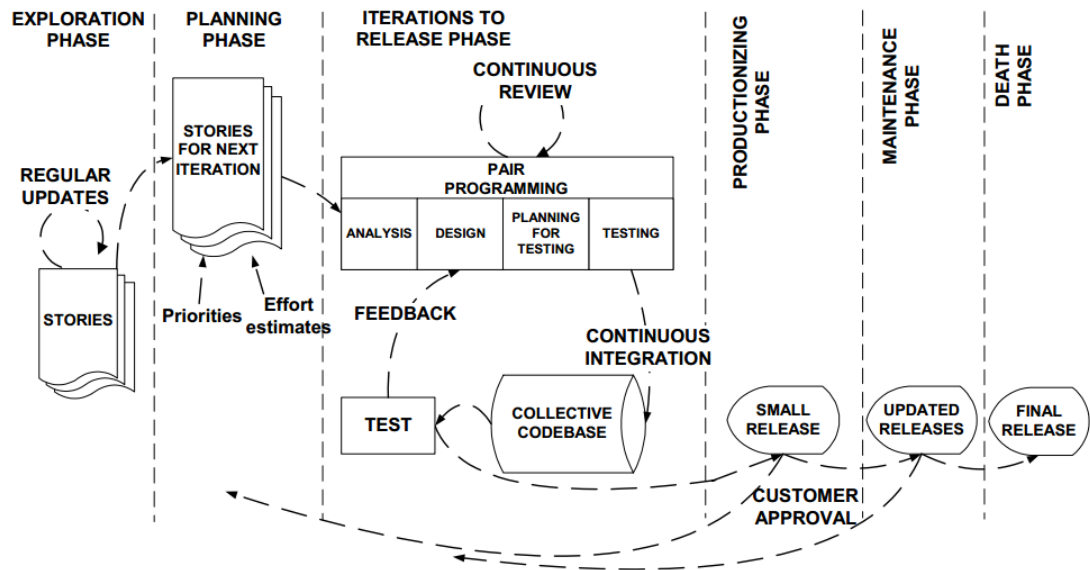 EXPLORATION
PHASE
PLANNING
PHASE
ITERATIONS TO
RELEASE PHASE
PRODUCTIONIZING
PHASE
MAINTENANCE
PHASE
DEATH
PHASE
REGULAR
UPDATES
STORIES
STORIES
FOR NEXT
ITERATION
Priorities
Effort
estimates
CONTINUOUS
REVIEW
PAIR
PROGRAMMING
ANALYSIS
DESIGN
PLANNING
FOR
TESTING
TESTING
FEEDBACK
CONTINUOUS
INTEGRATION
TEST
COLLECTIVE
CODEBASE
SMALL
RELEASE
UPDATED
RELEASES
FINAL
RELEASE
CUSTOMER
APPROVAL